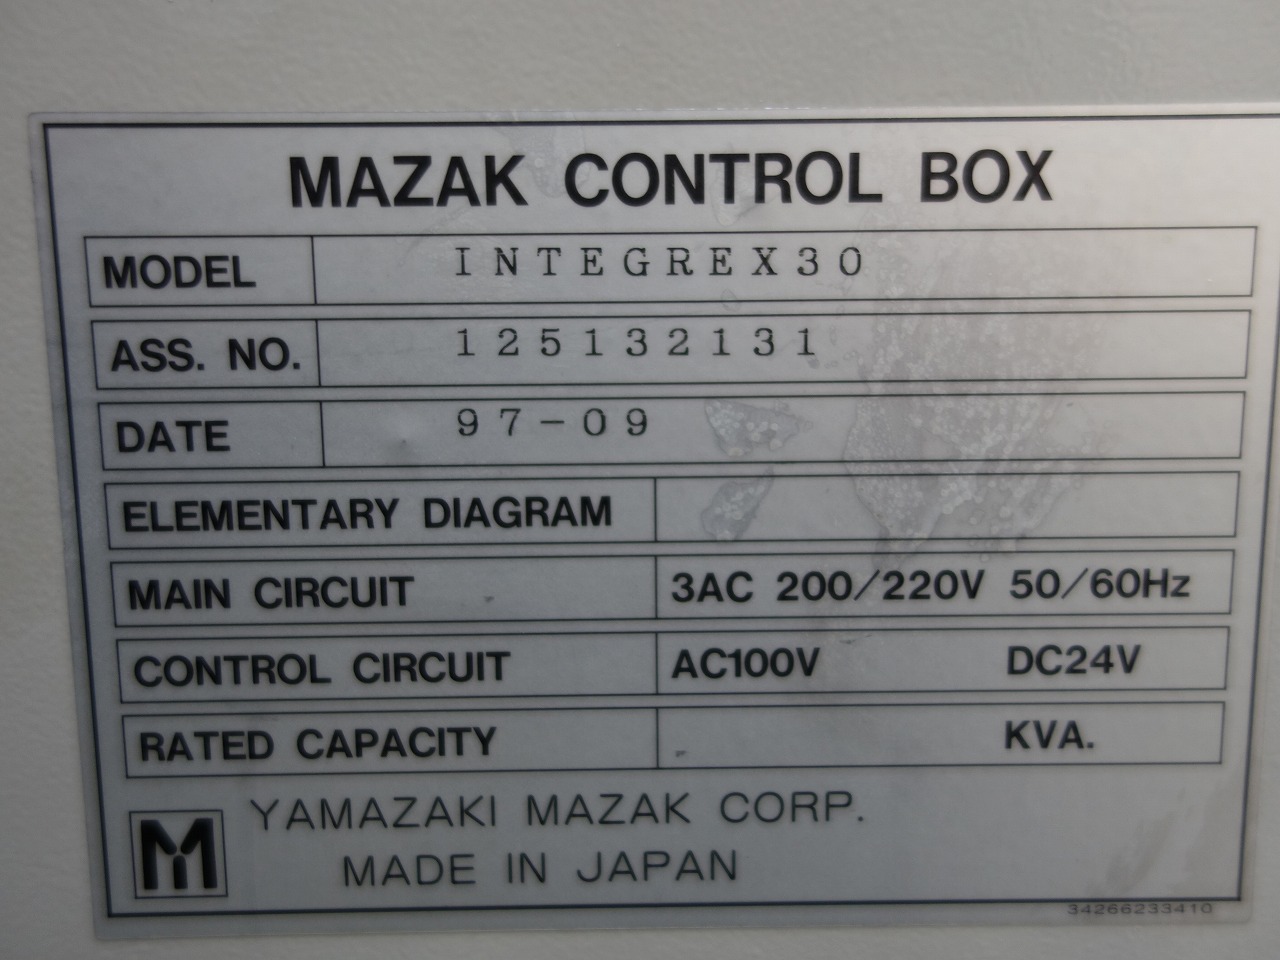 MAZAK CONTROL BOX
MODEL INTEGREX30
ASS. NO. 125132131
DATE 97-09
ELEMENTARY DIAGRAM
MAIN CIRCUIT 3AC 200/220V 50/60Hz
CONTROL CIRCUIT AC100V DC24V
RATED CAPACITY KVA.
YAMAZAKI MAZAK CORP.
MADE IN JAPAN
34266233410